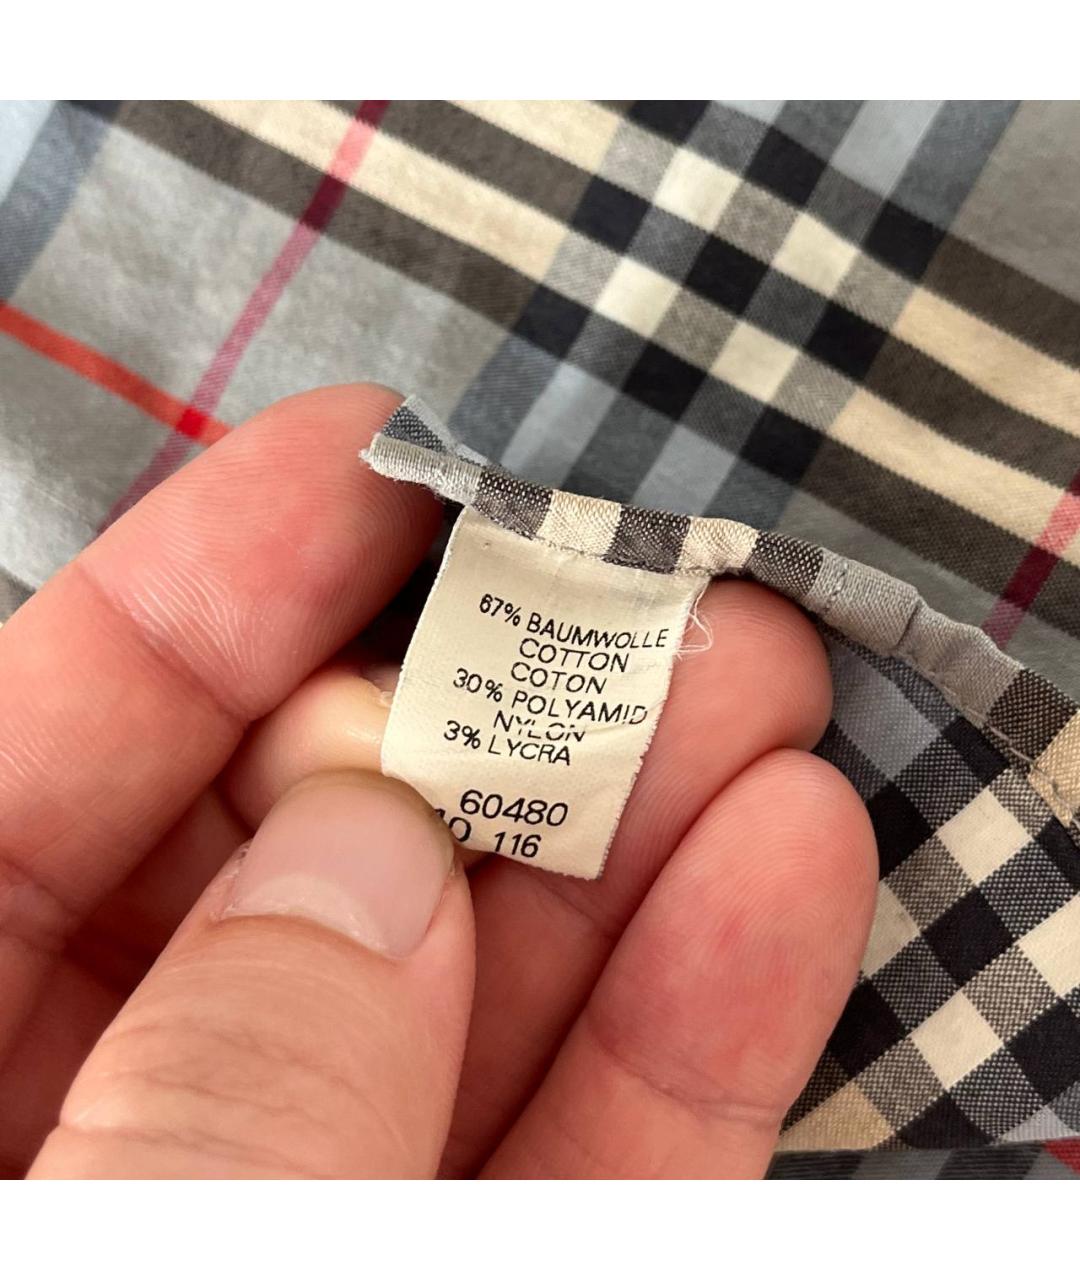 67% BAUMWOLLE
COTTON
COTON
30% POLYAMID
NYLON
3% LYCRA
60480
116